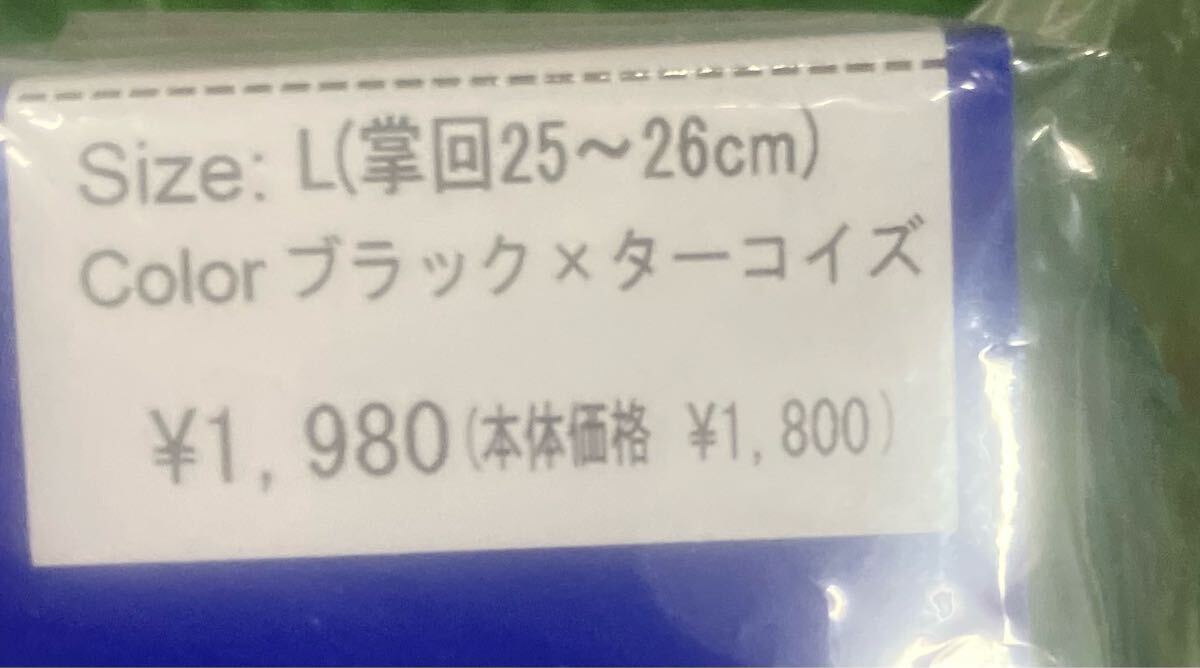 Size: L(掌回25～26cm)
Color ブラック×ターコイズ
¥1,980(本体価格 ¥1,800)